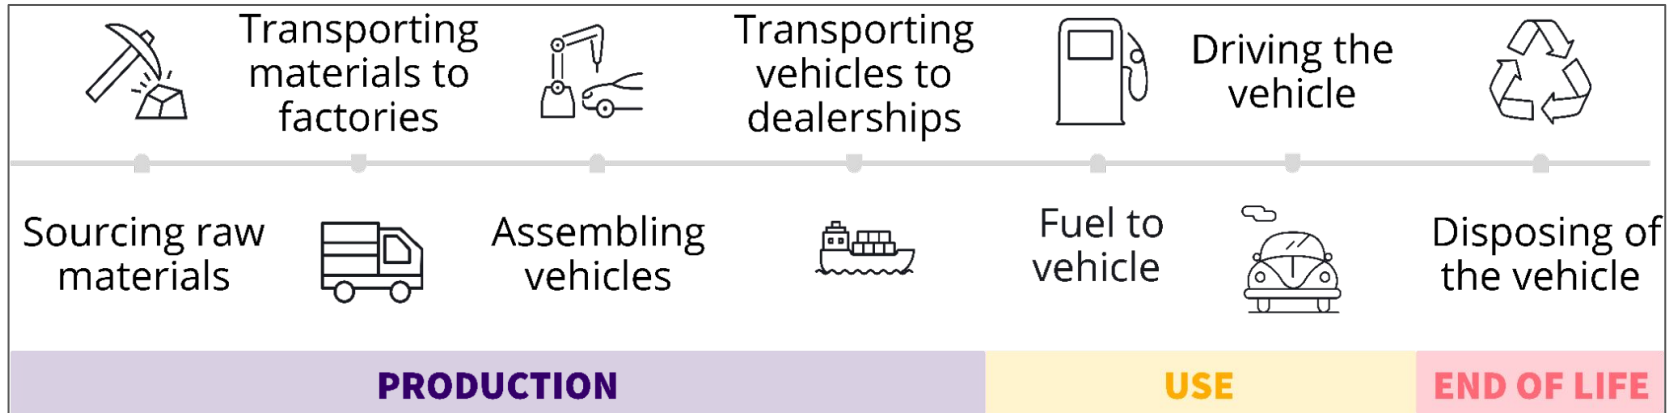 Transporting
materials to
factories
Transporting
vehicles to
dealerships
Driving the
vehicle
Sourcing raw
materials
Assembling
vehicles
Fuel to
vehicle
Disposing of
the vehicle
PRODUCTION
USE
END OF LIFE